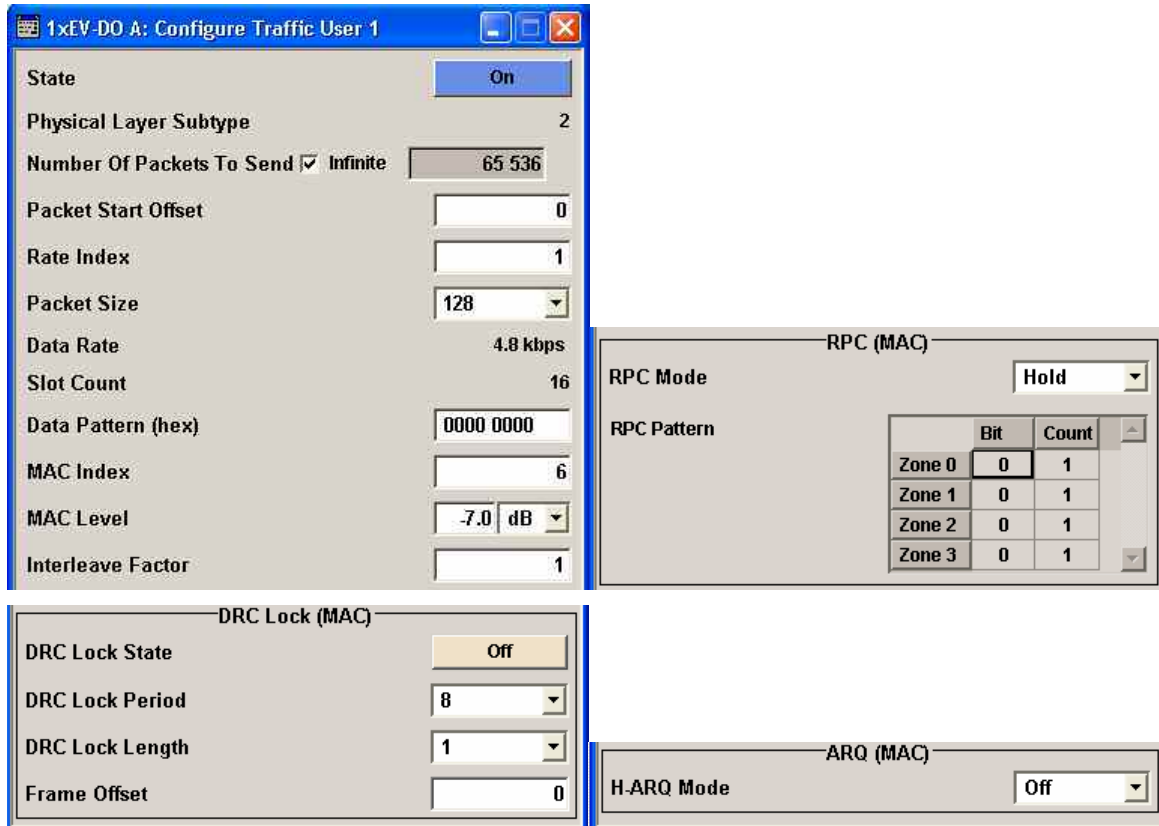 1xEV-DO A: Configure Traffic User 1
State On
Physical Layer Subtype 2
Number Of Packets To Send Infinite 65 536
Packet Start Offset 0
Rate Index 1
Packet Size 128
Data Rate 4.8 kbps
Slot Count 16
Data Pattern (hex) 0000 0000
MAC Index 6
MAC Level -7.0 dB
Interleave Factor 1
RPC (MAC)
RPC Mode Hold
RPC Pattern Bit Count
Zone 0 0 1
Zone 1 0 1
Zone 2 0 1
Zone 3 0 1
DRC Lock (MAC)
DRC Lock State Off
DRC Lock Period 8
DRC Lock Length 1
Frame Offset 0
ARQ (MAC)
H-ARQ Mode Off